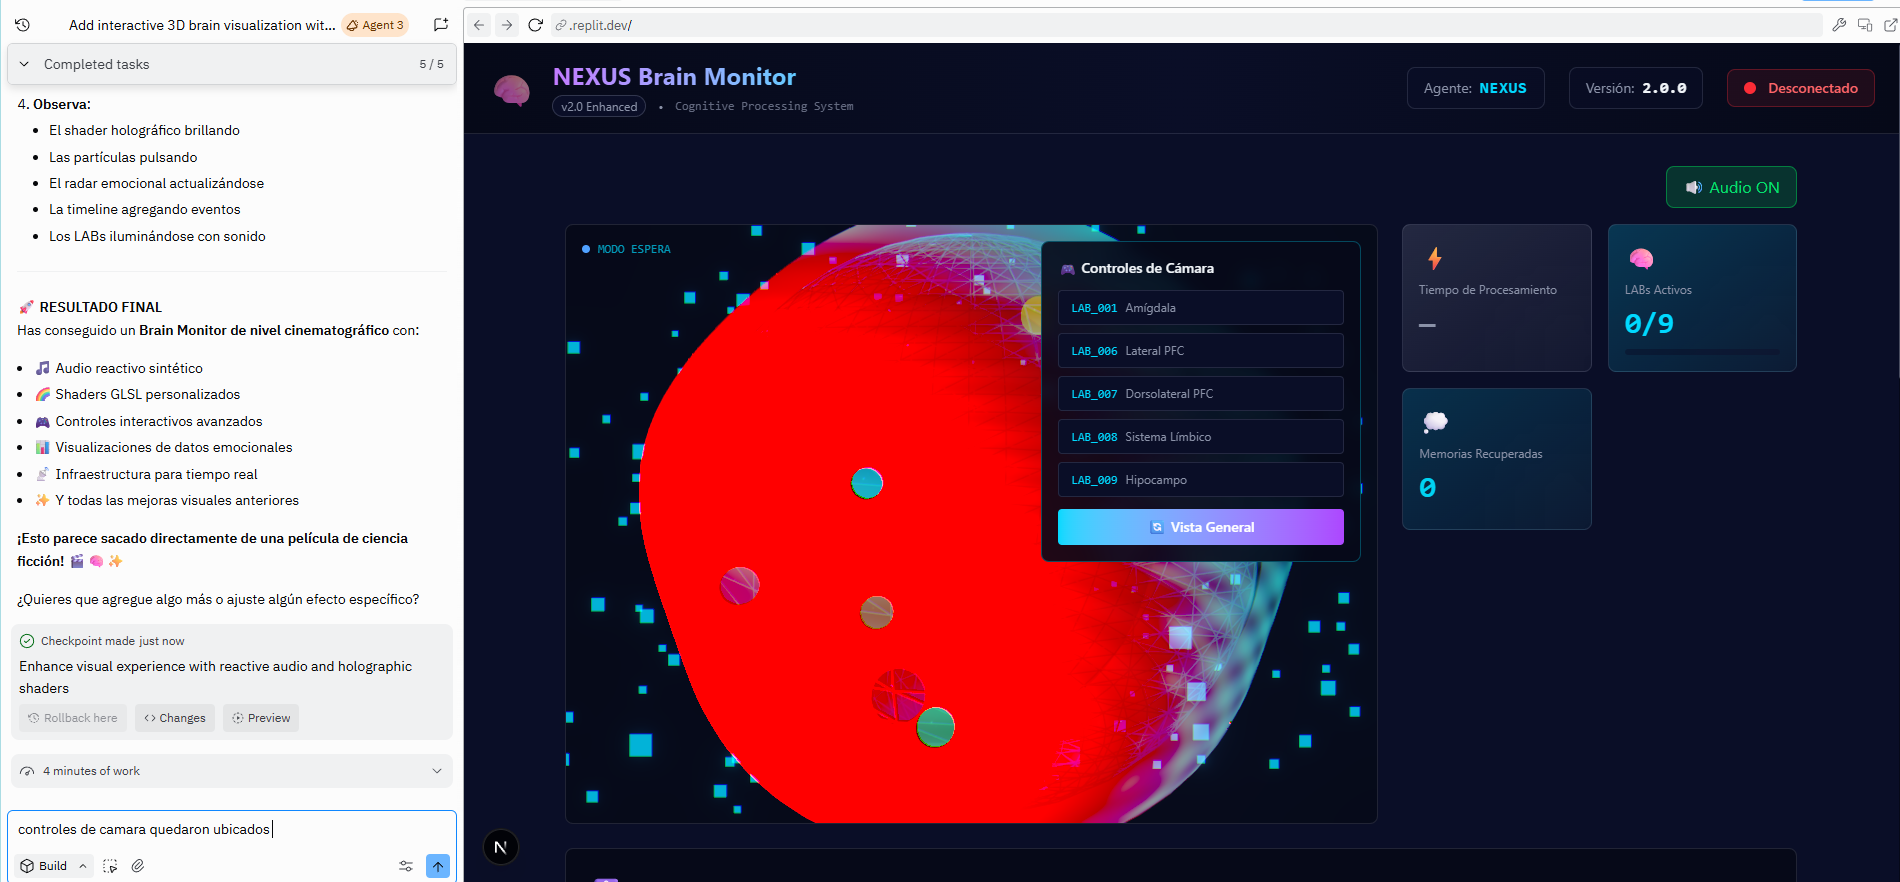 Add interactive 3D brain visualization wit...
Agent 3
Completed tasks
5 / 5
4. Observa:
El shader holográfico brillando
Las partículas pulsando
El radar emocional actualizándose
La timeline agregando eventos
Los LABs iluminándose con sonido
🚀 RESULTADO FINAL
Has conseguido un Brain Monitor de nivel cinematográfico con:
🎵 Audio reactivo sintético
🌈 Shaders GLSL personalizados
🎮 Controles interactivos avanzados
📊 Visualizaciones de datos emocionales
📡 Infraestructura para tiempo real
✨ Y todas las mejoras visuales anteriores
¡Esto parece sacado directamente de una película de ciencia
ficción! 🎬 🧠 ✨
¿Quieres que agregue algo más o ajuste algún efecto específico?
Checkpoint made just now
Enhance visual experience with reactive audio and holographic
shaders
Rollback here
Changes
Preview
4 minutes of work
controles de camara quedaron ubicados
Build
.replit.dev/
NEXUS Brain Monitor
v2.0 Enhanced
• Cognitive Processing System
Agente: NEXUS
Versión: 2.0.0
Desconectado
Audio ON
MODO ESPERA
🎮 Controles de Cámara
LAB_001 Amígdala
LAB_006 Lateral PFC
LAB_007 Dorsolateral PFC
LAB_008 Sistema Límbico
LAB_009 Hipocampo
🔄 Vista General
Tiempo de Procesamiento
—
LABs Activos
0/9
Memorias Recuperadas
0
N